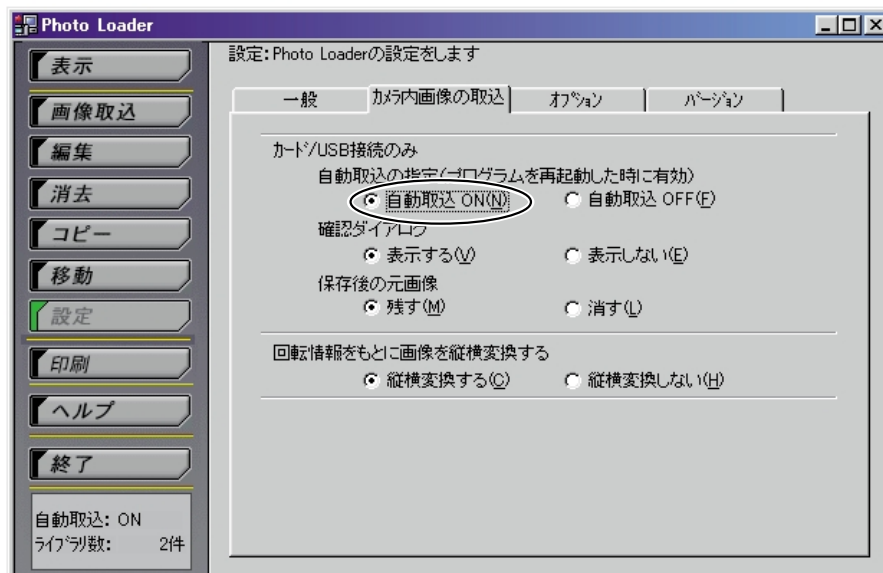 Photo Loader
表示
画像取込
編集
消去
コピー
移動
設定
印刷
ヘルプ
終了
自動取込: ON
ライブラリ数: 2件
設定: Photo Loaderの設定をします
一般 カメラ内画像の取込 オプション バージョン
カード/USB接続のみ
自動取込の指定(プログラムを再起動した時に有効)
自動取込 ON(N) 自動取込 OFF(F)
確認ダイアログ
表示する(V) 表示しない(E)
保存後の元画像
残す(M) 消す(L)
回転情報をもとに画像を縦横変換する
縦横変換する(C) 縦横変換しない(H)